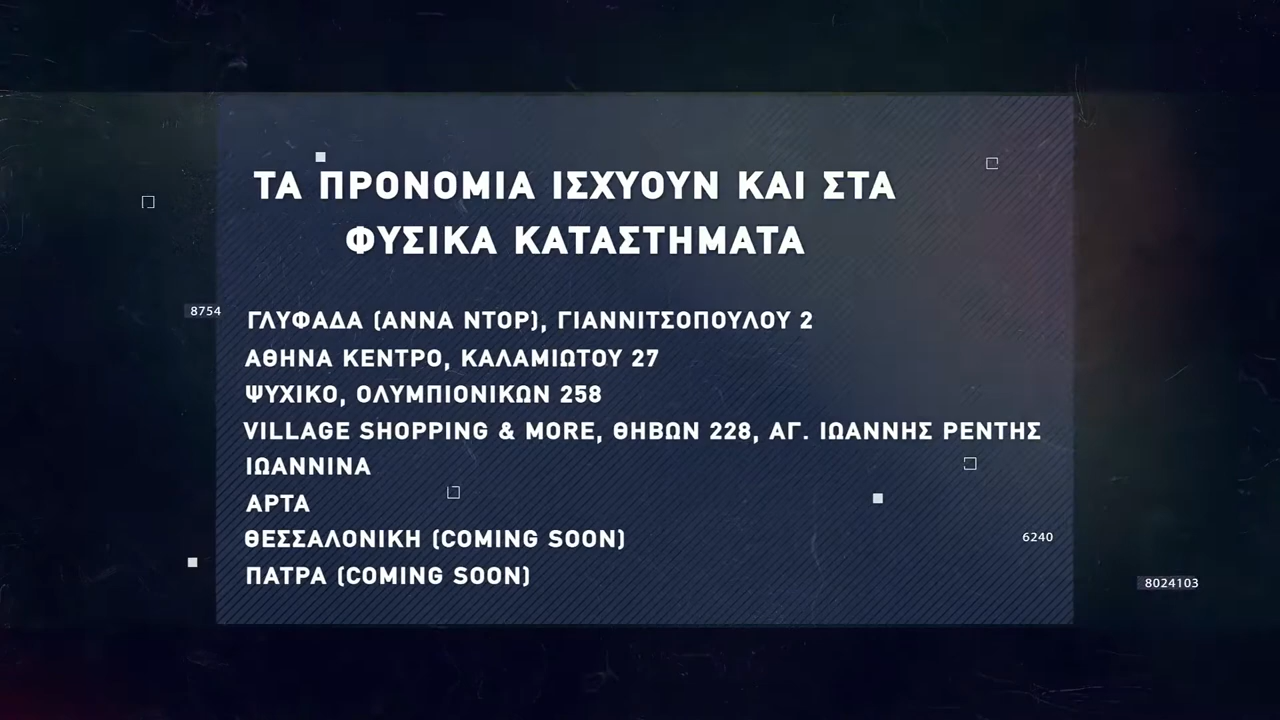 ΤΑ ΠΡΟΝΟΜΙΑ ΙΣΧΥΟΥΝ ΚΑΙ ΣΤΑ
ΦΥΣΙΚΑ ΚΑΤΑΣΤΗΜΑΤΑ
8754
ΓΛΥΦΑΔΑ (ΑΝΝΑ ΝΤΟΡ), ΓΙΑΝΝΙΤΣΟΠΟΥΛΟΥ 2
ΑΘΗΝΑ ΚΕΝΤΡΟ, ΚΑΛΑΜΙΩΤΟΥ 27
ΨΥΧΙΚΟ, ΟΛΥΜΠΙΟΝΙΚΩΝ 258
VILLAGE SHOPPING & MORE, ΘΗΒΩΝ 228, ΑΓ. ΙΩΑΝΝΗΣ ΡΕΝΤΗΣ
ΙΩΑΝΝΙΝΑ
ΑΡΤΑ
ΘΕΣΣΑΛΟΝΙΚΗ (COMING SOON)
6240
ΠΑΤΡΑ (COMING SOON)
8024103